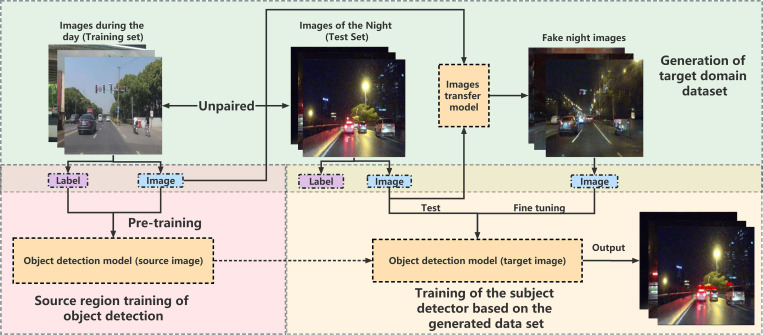 Images during the
day (Training set)
Images of the Night
(Test Set)
Fake night images
Generation of
target domain
dataset
Unpaired
Images
transfer
model
Label
Image
Label
Image
Image
Pre-training
Test
Fine tuning
Object detection model (source image)
Object detection model (target image)
Output
Source region training of
object detection
Training of the subject
detector based on the
generated data set